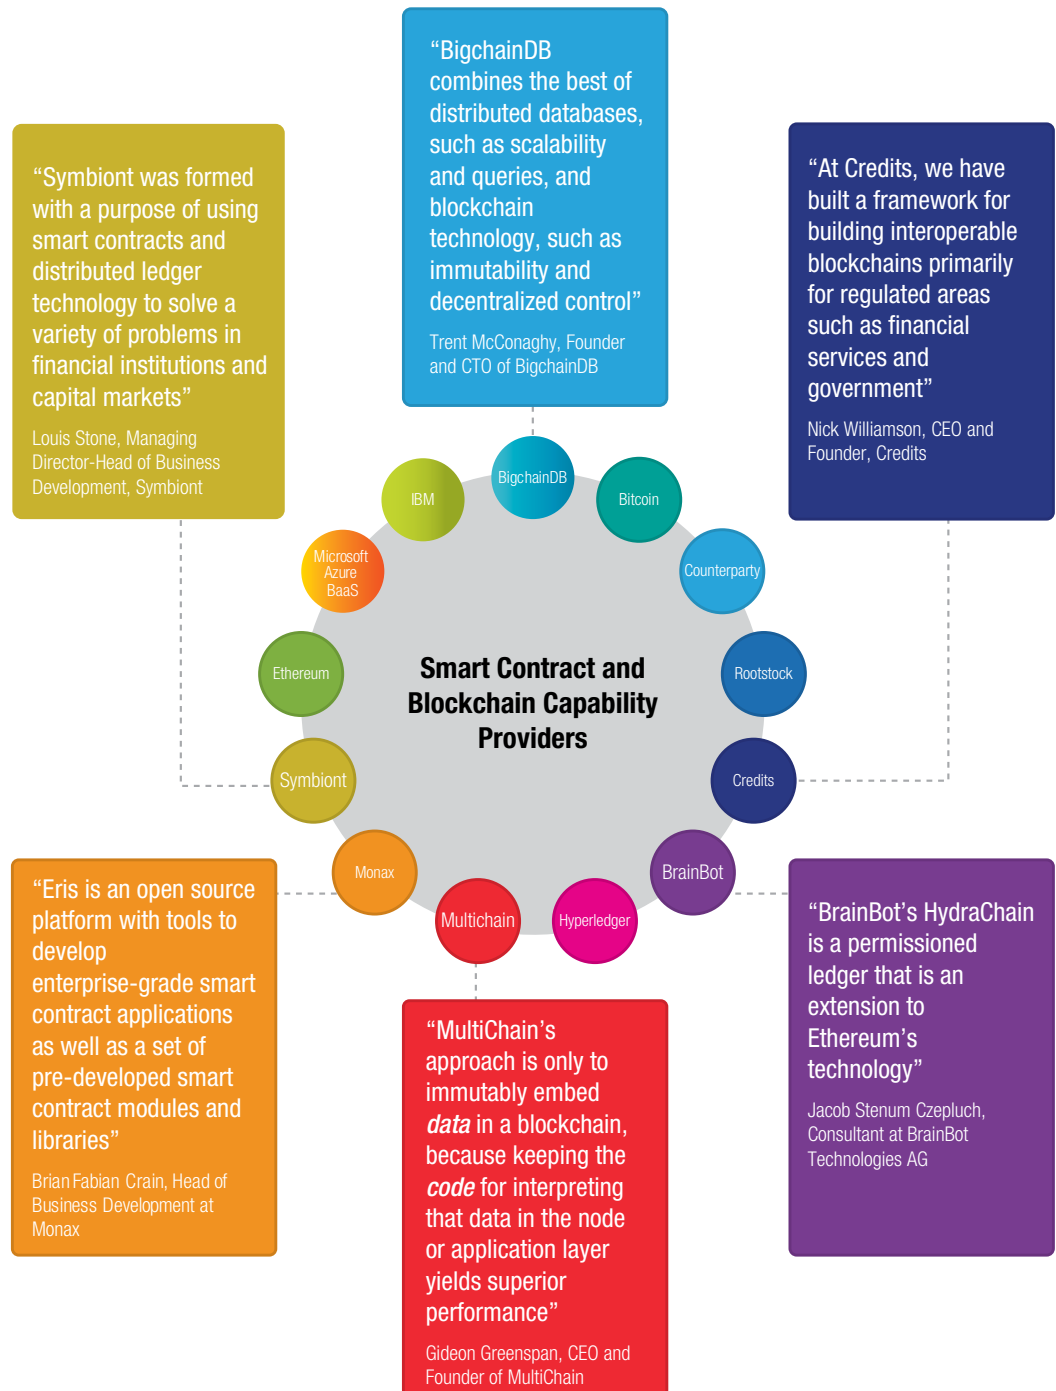 “BigchainDB
combines the best of
distributed databases,
such as scalability
and queries, and
blockchain
technology, such as
immutability and
decentralized control”
Trent McConaghy, Founder
and CTO of BigchainDB
“Symbiont was formed
with a purpose of using
smart contracts and
distributed ledger
technology to solve a
variety of problems in
financial institutions and
capital markets”
Louis Stone, Managing
Director-Head of Business
Development, Symbiont
“At Credits, we have
built a framework for
building interoperable
blockchains primarily
for regulated areas
such as financial
services and
government”
Nick Williamson, CEO and
Founder, Credits
BigchainDB
IBM
Bitcoin
Microsoft
Azure
BaaS
Counterparty
Ethereum
Rootstock
Smart Contract and
Blockchain Capability
Providers
Symbiont
Credits
Monax
BrainBot
Multichain
Hyperledger
“Eris is an open source
platform with tools to
develop
enterprise-grade smart
contract applications
as well as a set of
pre-developed smart
contract modules and
libraries”
Brian Fabian Crain, Head of
Business Development at
Monax
“MultiChain’s
approach is only to
immutably embed
data in a blockchain,
because keeping the
code for interpreting
that data in the node
or application layer
yields superior
performance”
Gideon Greenspan, CEO and
Founder of MultiChain
“BrainBot’s HydraChain
is a permissioned
ledger that is an
extension to
Ethereum’s
technology”
Jacob Stenum Czepluch,
Consultant at BrainBot
Technologies AG